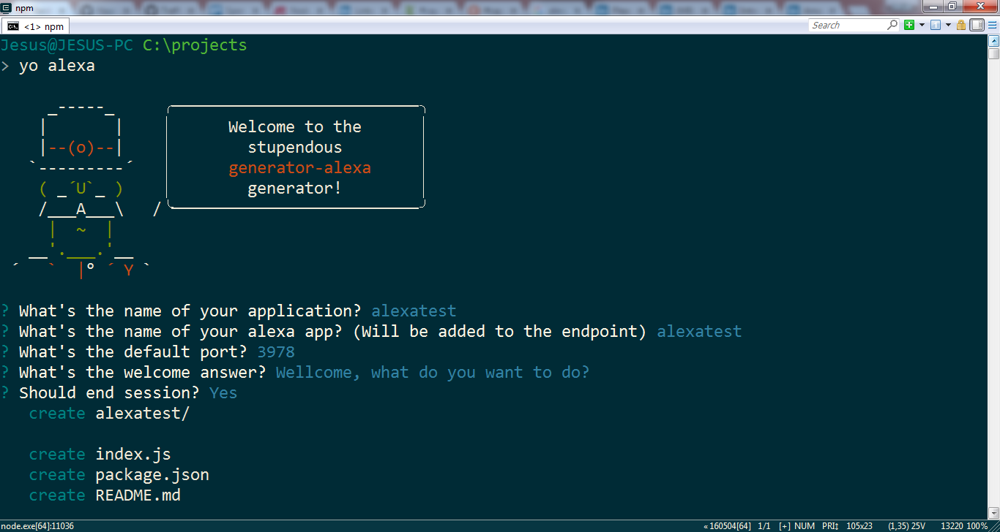 npm
<1> npm
Search
Jesus@JESUS-PC C:\projects
> yo alexa
Welcome to the
stupendous
generator-alexa
generator!
? What's the name of your application? alexatest
? What's the name of your alexa app? (Will be added to the endpoint) alexatest
? What's the default port? 3978
? What's the welcome answer? Wellcome, what do you want to do?
? Should end session? Yes
create alexatest/
create index.js
create package.json
create README.md
node.exe[64]:11036
« 160504[64] 1/1 [+] NUM PRI↕ 105x23 (1,35) 25V 13220 100%